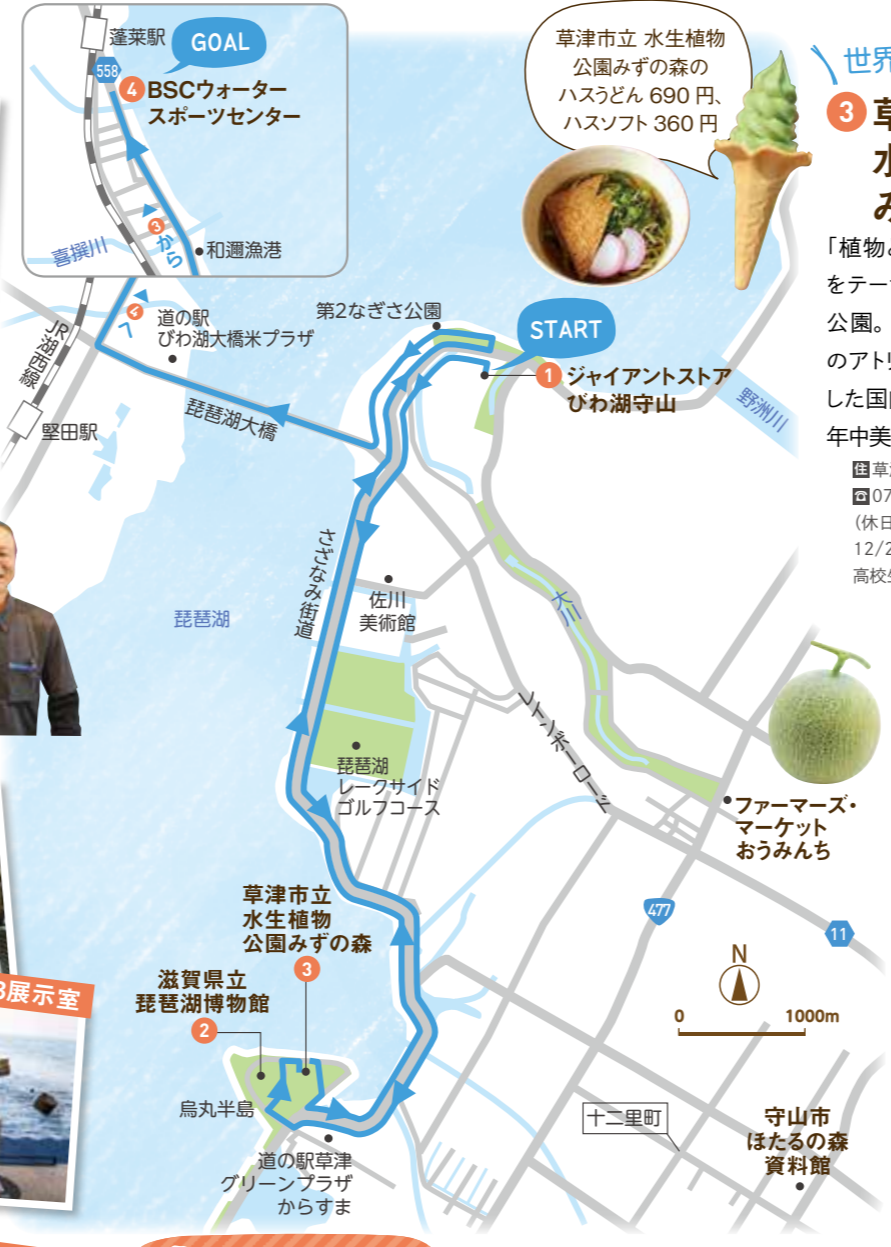 蓬莱駅
GOAL
558
4 BSCウォーター
スポーツセンター
3から
喜撰川
和邇漁港
草津市立 水生植物
公園みずの森の
ハスうどん 690 円、
ハスソフト 360 円
世界
3 草
水
み
「植物と
をテー
公園。
のアトリ
した国
年中美
住草
☎07
(休日
12/2
高校生
4へ
道の駅
びわ湖大橋米プラザ
JR湖西線
堅田駅
琵琶湖大橋
第2なぎさ公園
START
1 ジャイアントストア
びわ湖守山
野洲川
さざなみ街道
琵琶湖
佐川
美術館
大川
レインボーロード
琵琶湖
レークサイド
ゴルフコース
ファーマーズ・
マーケット
おうみんち
477
11
草津市立
水生植物
公園みずの森
3
滋賀県立
琵琶湖博物館
2
展示室
N
0 1000m
烏丸半島
道の駅草津
グリーンプラザ
からすま
十二里町
守山市
ほたるの森
資料館